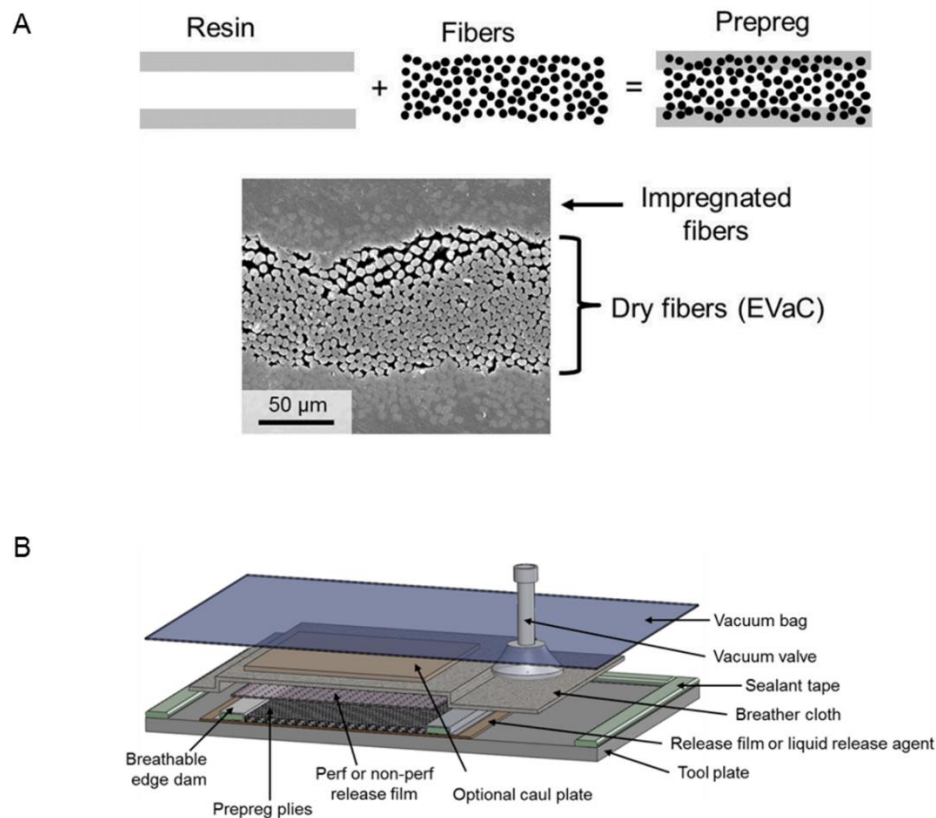 A
Resin
Fibers
Prepreg
+
=
Impregnated
fibers
Dry fibers (EVaC)
50 µm
B
Vacuum bag
Vacuum valve
Sealant tape
Breather cloth
Release film or liquid release agent
Tool plate
Breathable
edge dam
Prepreg plies
Perf or non-perf
release film
Optional caul plate